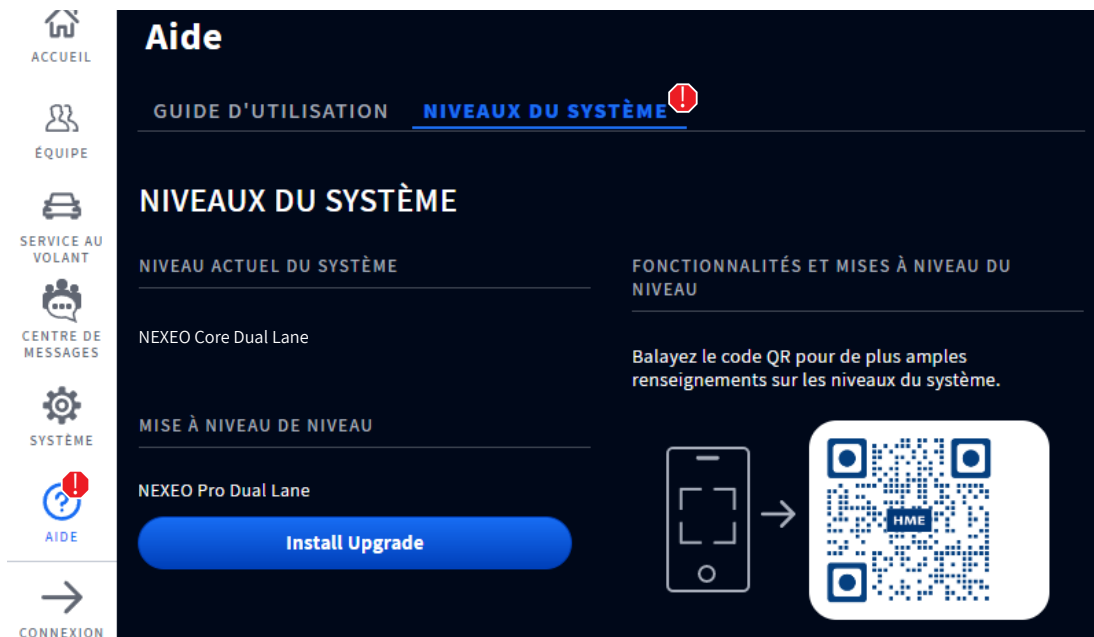 ACCUEIL
ÉQUIPE
SERVICE AU
VOLANT
CENTRE DE
MESSAGES
SYSTÈME
AIDE
CONNEXION
Aide
GUIDE D'UTILISATION
NIVEAUX DU SYSTÈME
NIVEAUX DU SYSTÈME
NIVEAU ACTUEL DU SYSTÈME
NEXEO Core Dual Lane
MISE À NIVEAU DE NIVEAU
NEXEO Pro Dual Lane
Install Upgrade
FONCTIONNALITÉS ET MISES À NIVEAU DU
NIVEAU
Balayez le code QR pour de plus amples
renseignements sur les niveaux du système.
HME